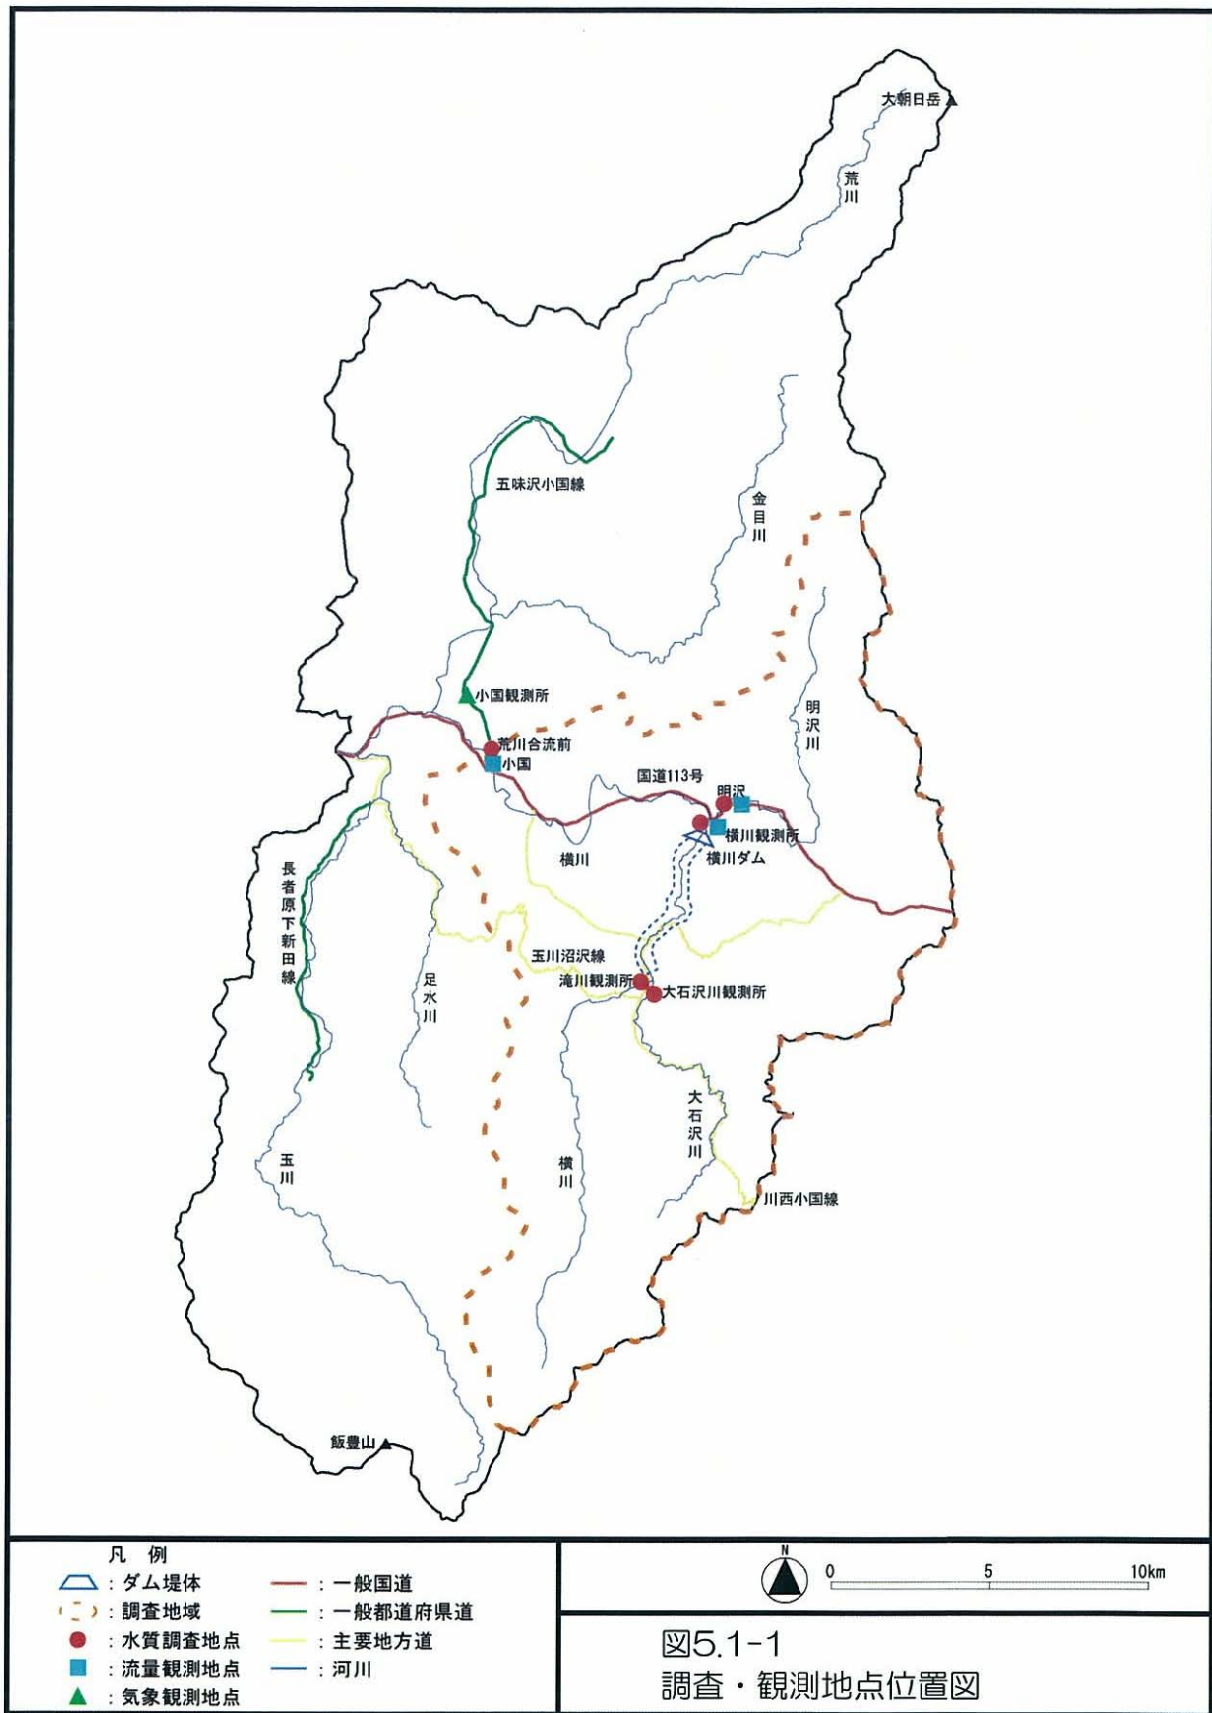 大朝日岳
荒川
五味沢小国線
金目川
小国観測所
明沢川
荒川合流前
小国
国道113号
明沢
横川観測所
横川
横川ダム
長者原下新田線
玉川沼沢線
足水川
滝川観測所
大石沢川観測所
大石沢川
玉川
横川
川西小国線
飯豊山
凡 例
:ダム堤体
:一般国道
:調査地域
:一般都道府県道
:水質調査地点
:主要地方道
:流量観測地点
:河川
:気象観測地点
N
0 5 10km
図5.1-1
調査・観測地点位置図